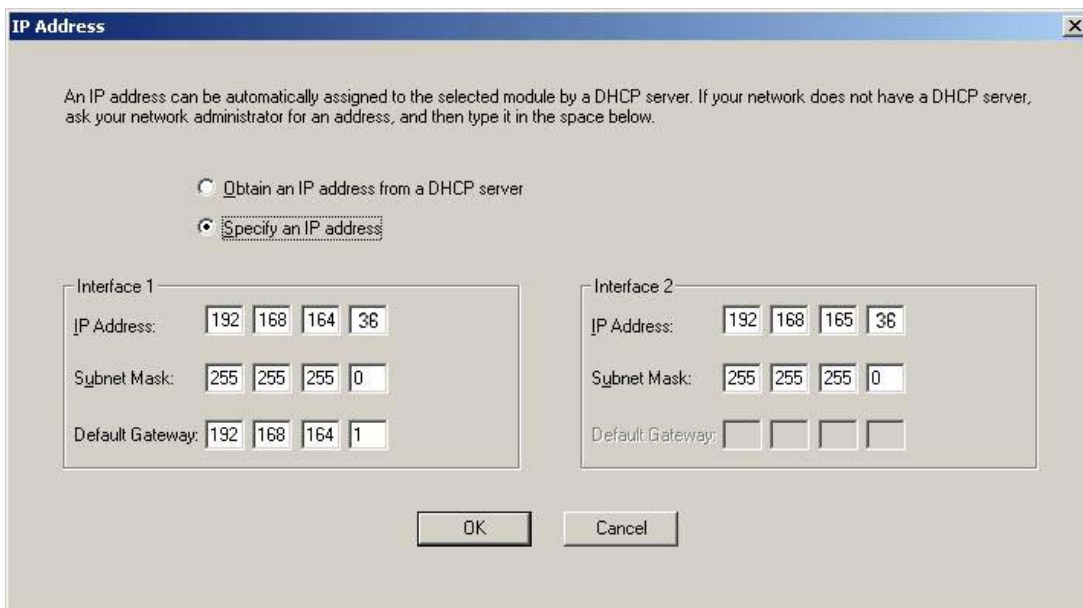 IP Address
An IP address can be automatically assigned to the selected module by a DHCP server. If your network does not have a DHCP server,
ask your network administrator for an address, and then type it in the space below.
Obtain an IP address from a DHCP server
Specify an IP address
Interface 1
IP Address: 192 168 164 36
Subnet Mask: 255 255 255 0
Default Gateway: 192 168 164 1
Interface 2
IP Address: 192 168 165 36
Subnet Mask: 255 255 255 0
Default Gateway:
OK
Cancel